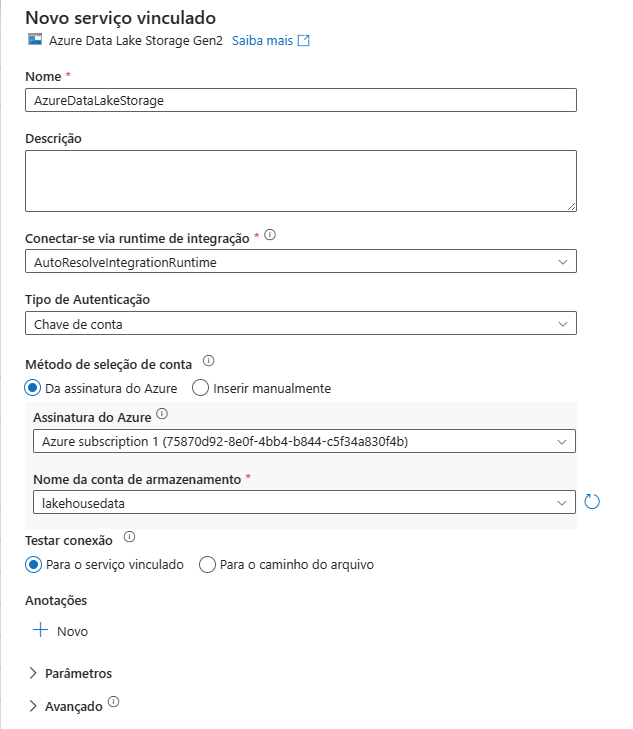 Novo serviço vinculado
Azure Data Lake Storage Gen2 Saiba mais
Nome *
AzureDataLakeStorage
Descrição
Conectar-se via runtime de integração *
AutoResolveIntegrationRuntime
Tipo de Autenticação
Chave de conta
Método de seleção de conta
Da assinatura do Azure Inserir manualmente
Assinatura do Azure
Azure subscription 1 (75870d92-8e0f-4bb4-b844-c5f34a830f4b)
Nome da conta de armazenamento *
lakehousedata
Testar conexão
Para o serviço vinculado Para o caminho do arquivo
Anotações
Novo
Parâmetros
Avançado